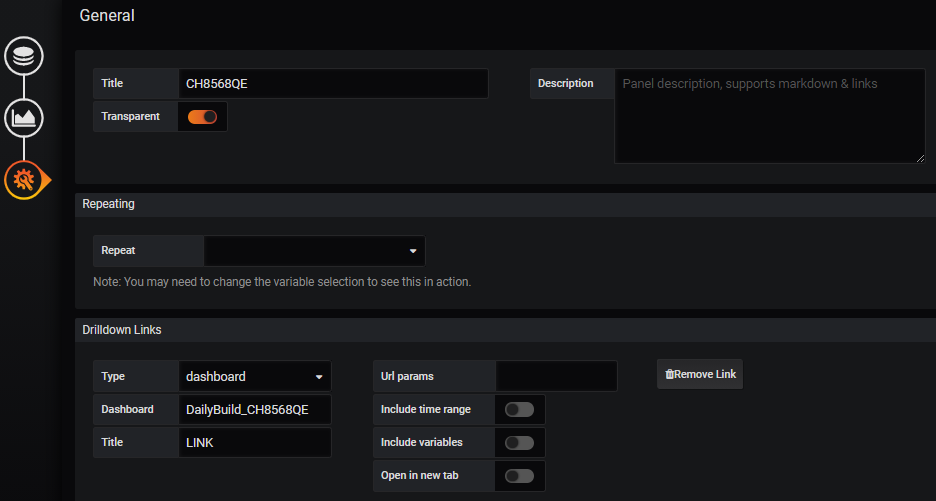 General
Title CH8568QE
Description Panel description, supports markdown & links
Transparent
Repeating
Repeat
Note: You may need to change the variable selection to see this in action.
Drilldown Links
Type dashboard Url params Remove Link
Dashboard DailyBuild_CH8568QE Include time range
Title LINK Include variables
Open in new tab